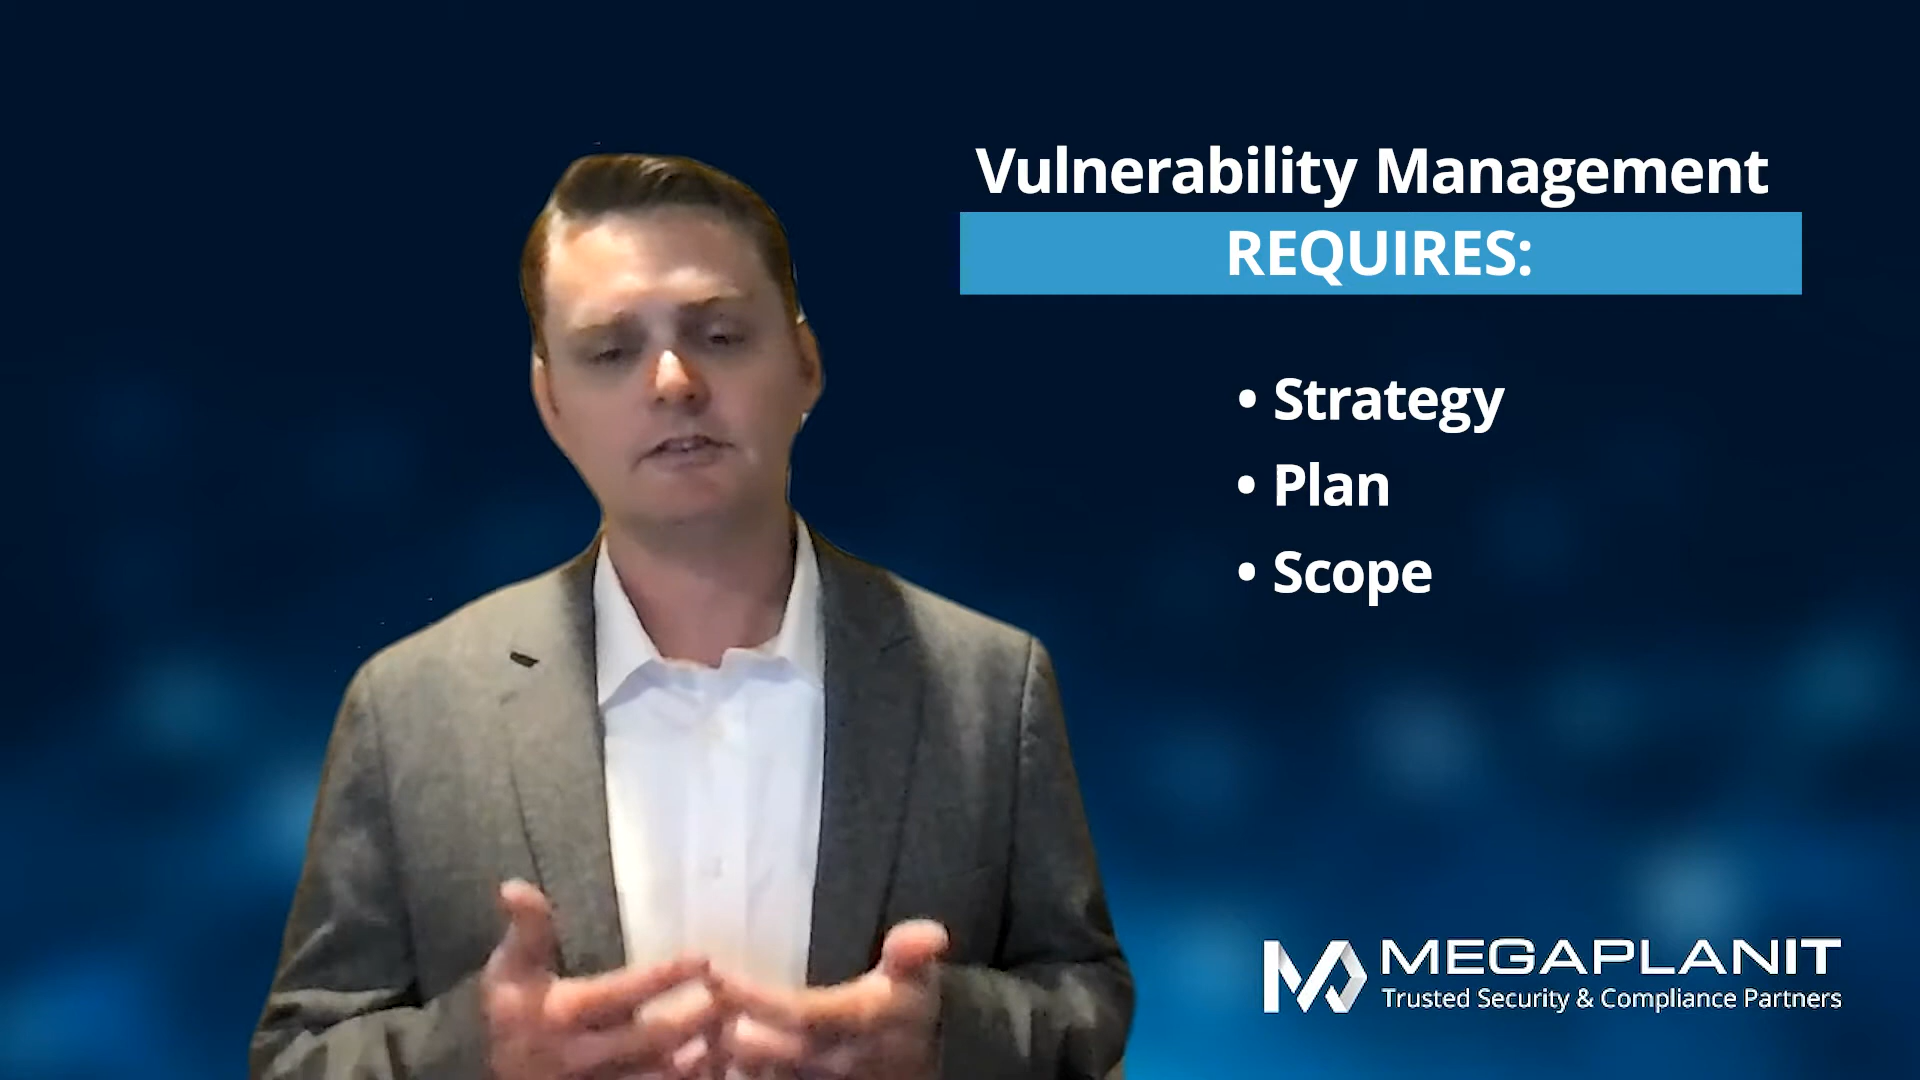 Vulnerability Management
REQUIRES:
• Strategy
• Plan
• Scope
MEGAPLANIT
Trusted Security & Compliance Partners